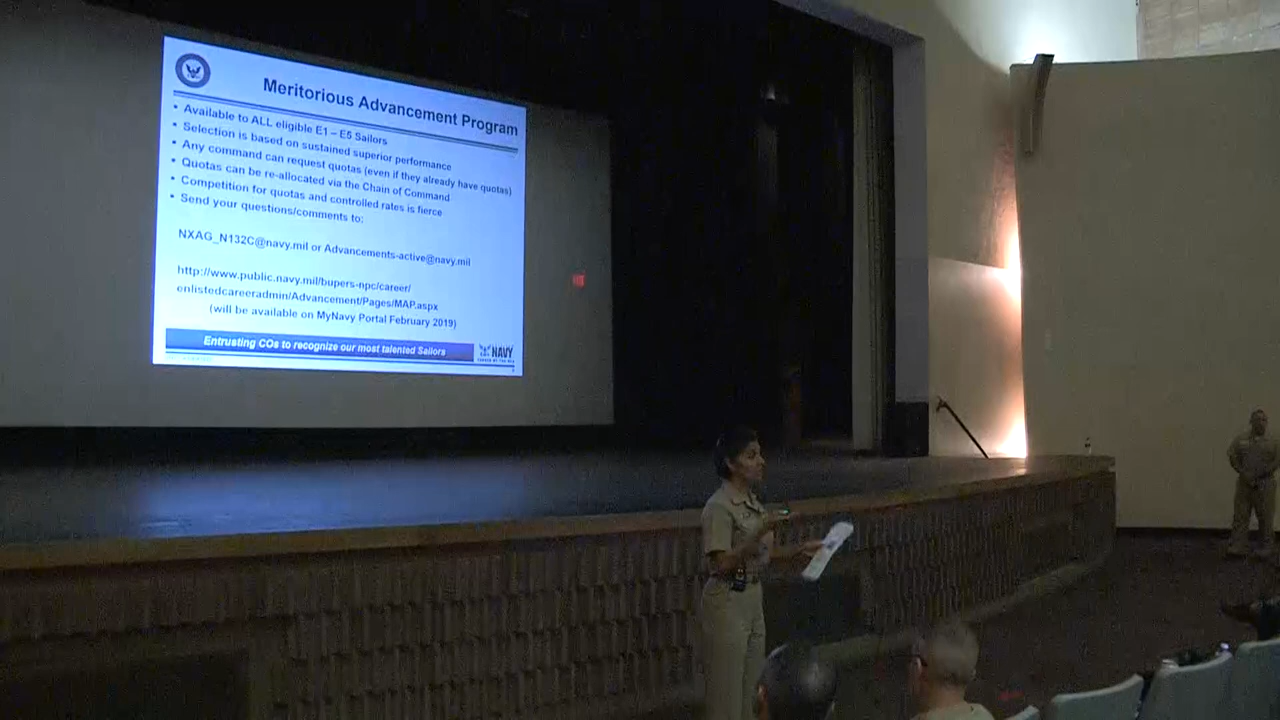 Meritorious Advancement Program
• Available to ALL eligible E1 – E5 Sailors
• Selection is based on sustained superior performance
• Any command can request quotas (even if they already have quotas)
• Quotas can be re-allocated via the Chain of Command
• Competition for quotas and controlled rates is fierce
• Send your questions/comments to:
NXAG_N132C@navy.mil or Advancements-active@navy.mil
http://www.public.navy.mil/bupers-npc/career/
enlistedcareeradmin/Advancement/Pages/MAP.aspx
(will be available on MyNavy Portal February 2019)
Entrusting COs to recognize our most talented Sailors
NAVY